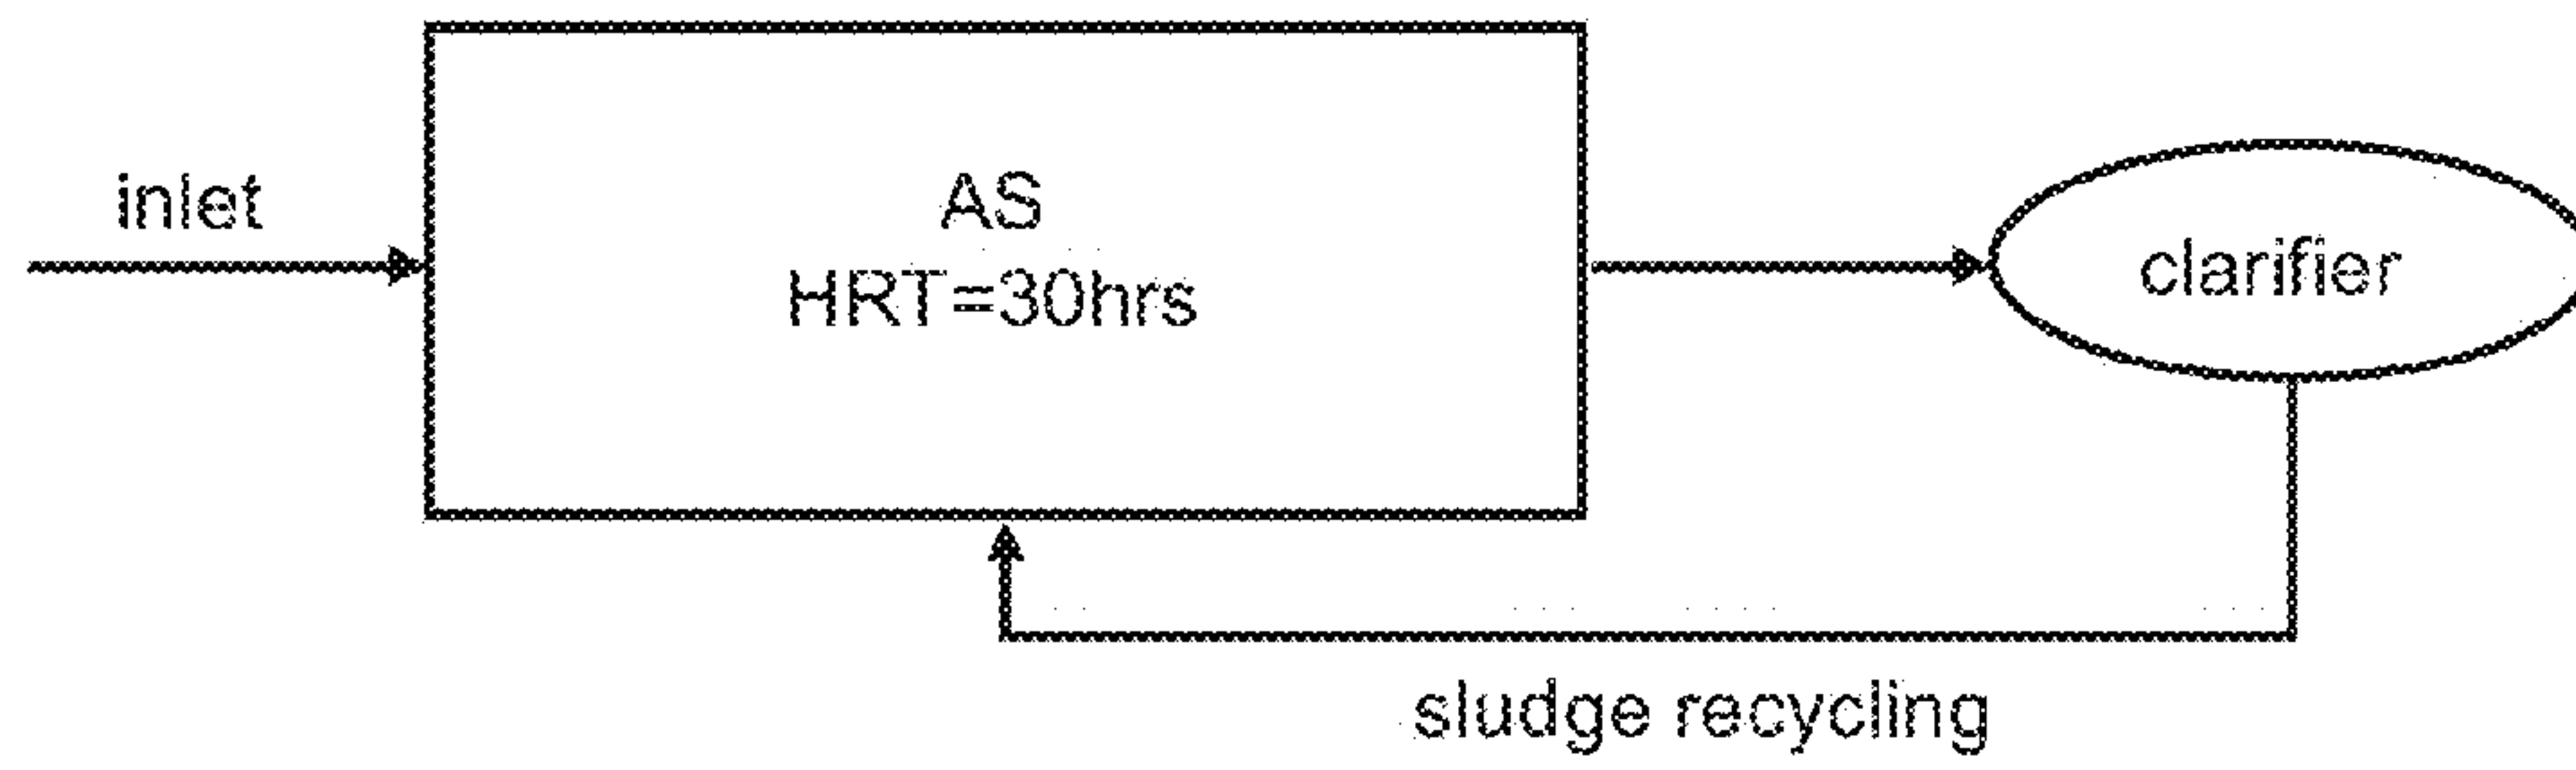 inlet
AS
HRT=30hrs
clarifier
sludge recycling